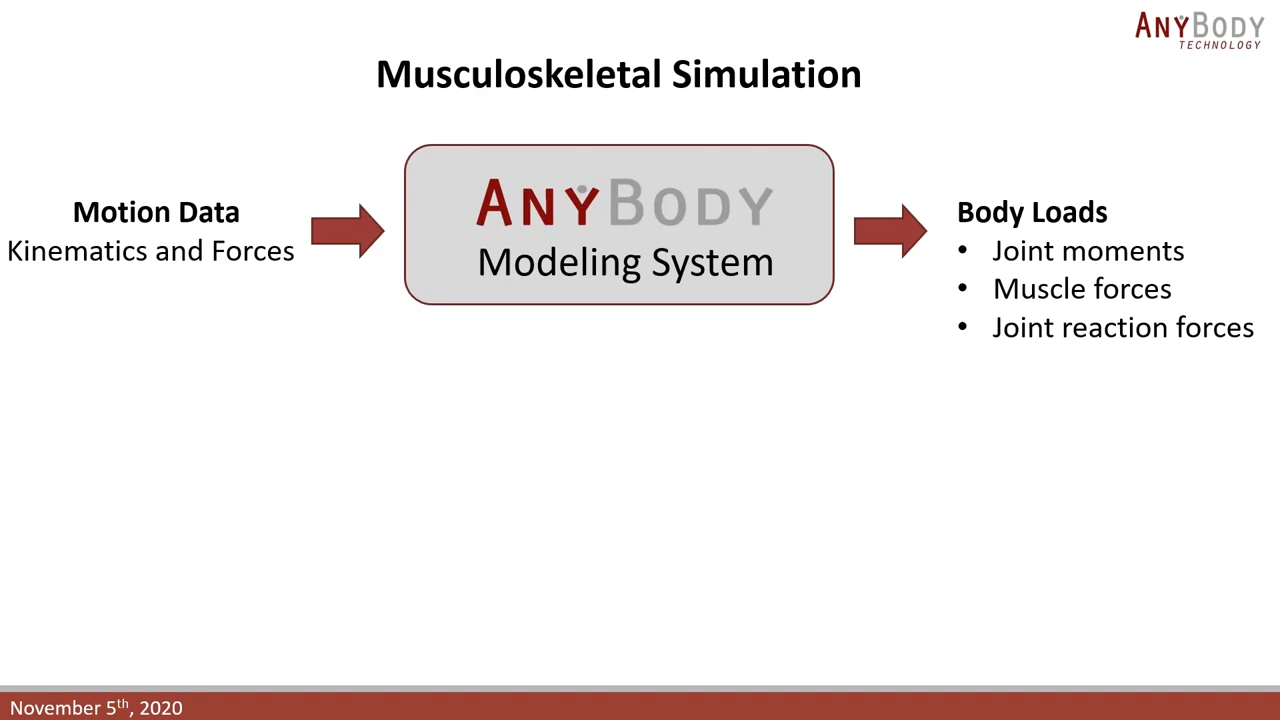 ANYBODY
TECHNOLOGY
Musculoskeletal Simulation
Motion Data
Kinematics and Forces
ANYBODY
Modeling System
Body Loads
• Joint moments
• Muscle forces
• Joint reaction forces
November 5th, 2020